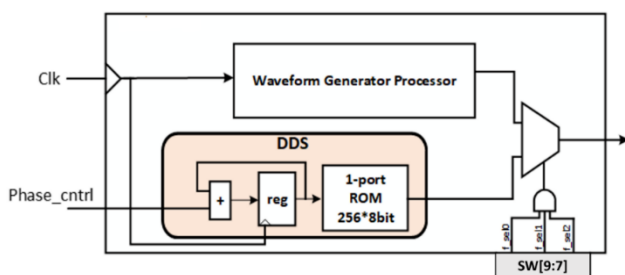 Clk
Waveform Generator Processor
DDS
Phase_cntrl
+
reg
1-port
ROM
256*8bit
f_sel0
f_sel1
f_sel2
SW[9:7]